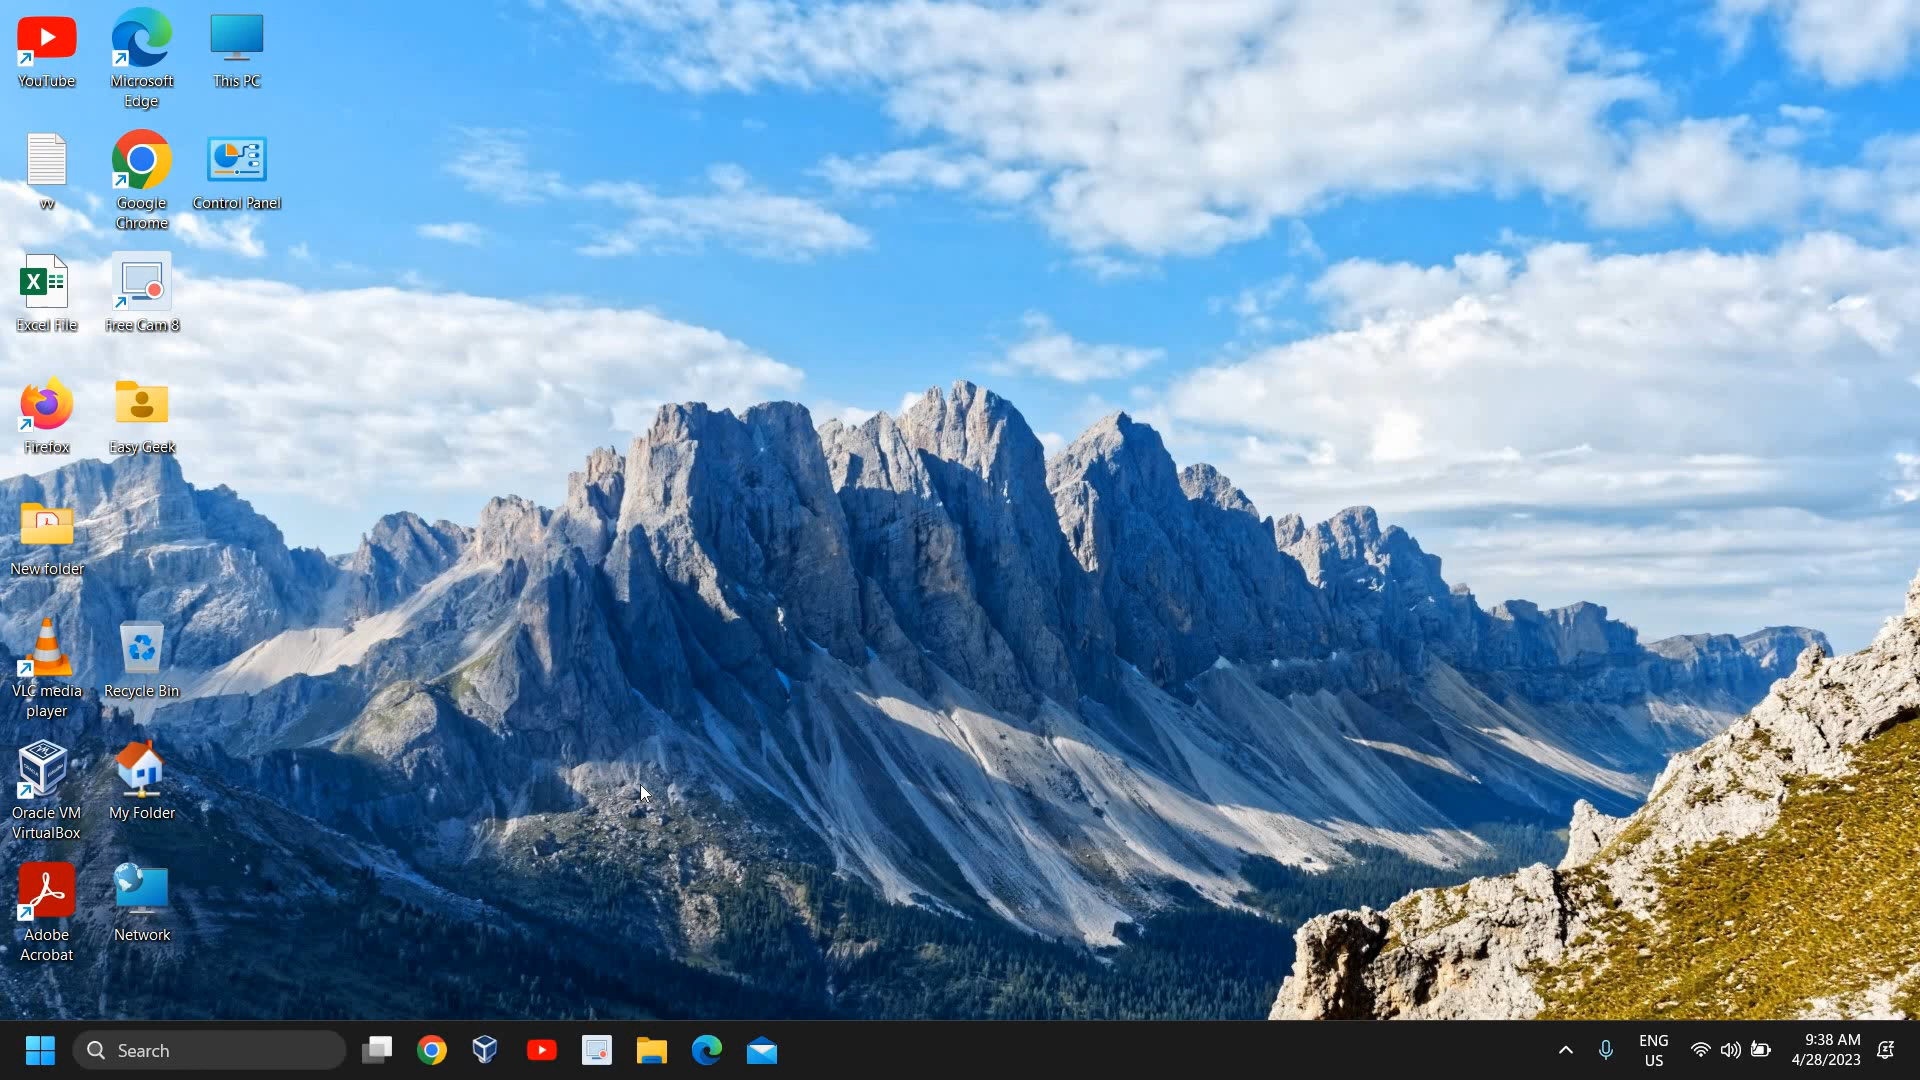 YouTube
Microsoft
Edge
This PC
vv
Google
Chrome
Control Panel
Excel File
Free Cam 8
Firefox
Easy Geek
New folder
VLC media
player
Recycle Bin
Oracle VM
VirtualBox
My Folder
Adobe
Acrobat
Network
Search
ENG
US
9:38 AM
4/28/2023